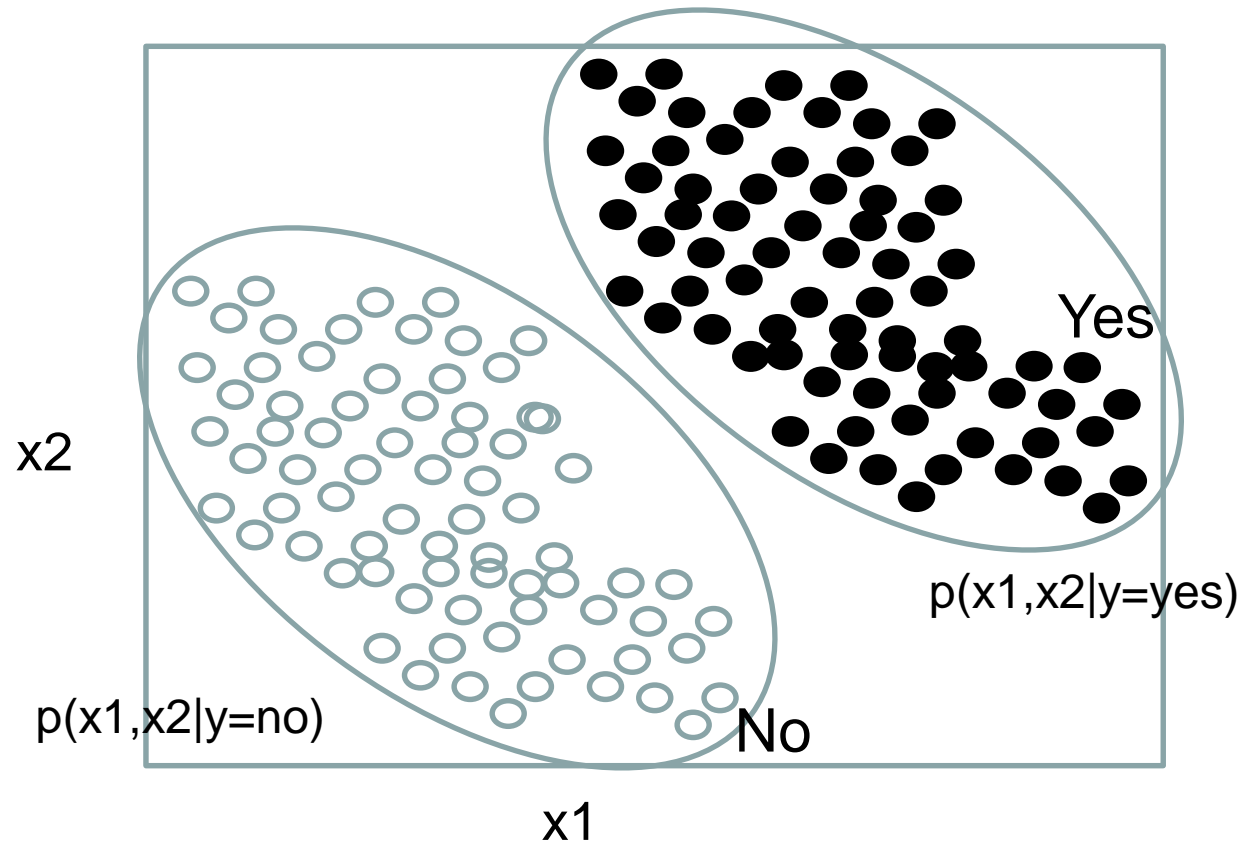 Yes
x2
p(x1,x2|y=yes)
p(x1,x2|y=no)
No
x1